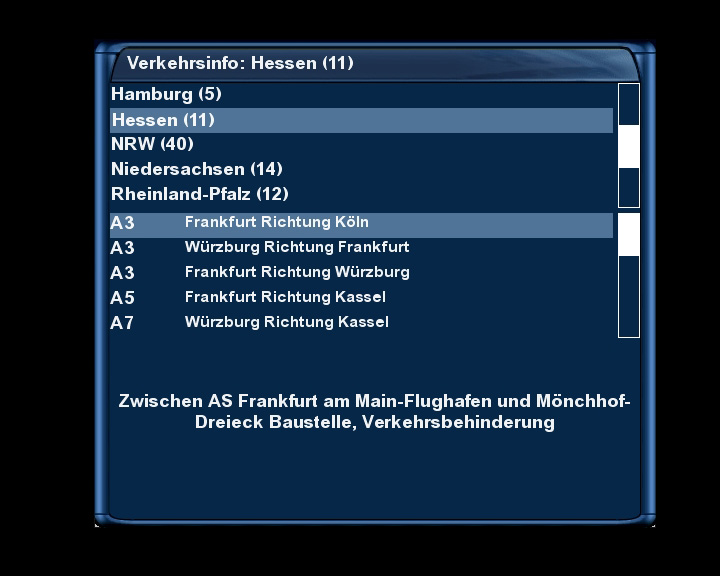 Verkehrsinfo: Hessen (11)
Hamburg (5)
Hessen (11)
NRW (40)
Niedersachsen (14)
Rheinland-Pfalz (12)
A3 Frankfurt Richtung Köln
A3 Würzburg Richtung Frankfurt
A3 Frankfurt Richtung Würzburg
A5 Frankfurt Richtung Kassel
A7 Würzburg Richtung Kassel
Zwischen AS Frankfurt am Main-Flughafen und Mönchhof-
Dreieck Baustelle, Verkehrsbehinderung